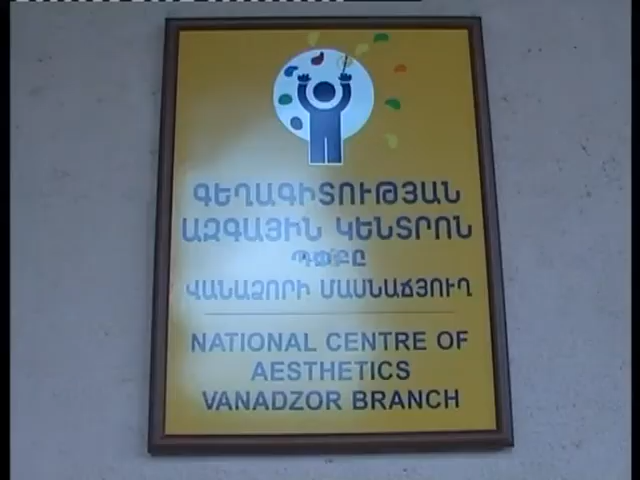 ԳԵՂԱԳԻՏՈՒԹՅԱՆ
ԱԶԳԱՅԻՆ ԿԵՆՏՐՈՆ
ՊՈԱԿ-Ի
ՎԱՆԱՁՈՐԻ ՄԱՍՆԱՃՅՈՒՂ
NATIONAL CENTRE OF
AESTHETICS
VANADZOR BRANCH